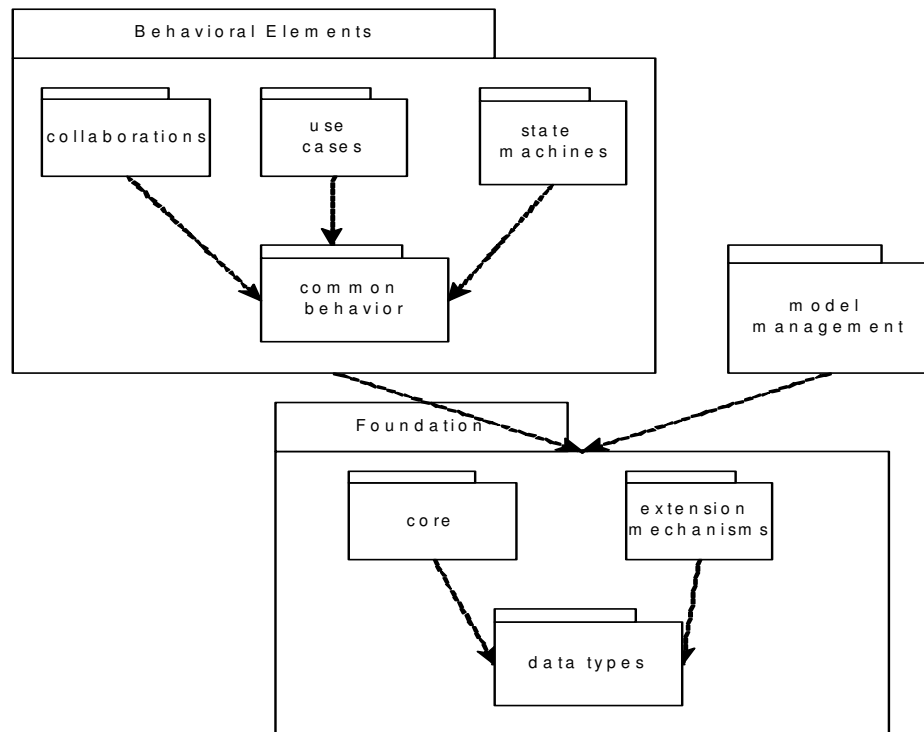 Behavioral Elements
collaborations
use
cases
state
machines
common
behavior
model
management
Foundation
core
extension
mechanisms
data types